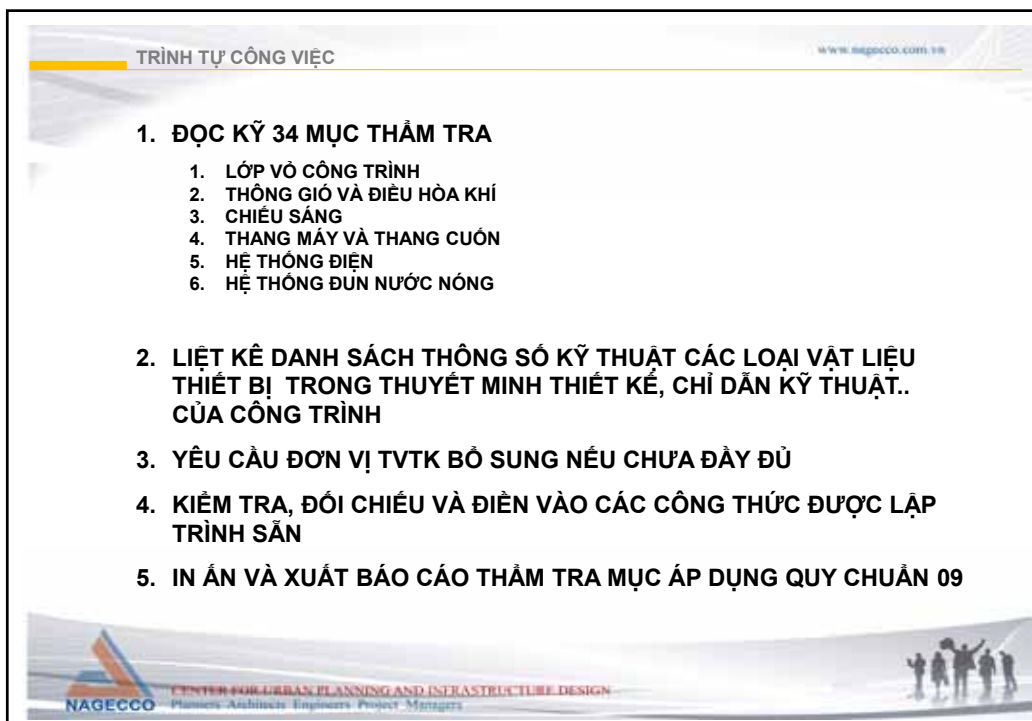 TRÌNH TỰ CÔNG VIỆC
www.nagecco.com.vn
1. ĐỌC KỸ 34 MỤC THẨM TRA
1. LỚP VỎ CÔNG TRÌNH
2. THÔNG GIÓ VÀ ĐIỀU HÒA KHÍ
3. CHIẾU SÁNG
4. THANG MÁY VÀ THANG CUỐN
5. HỆ THỐNG ĐIỆN
6. HỆ THỐNG ĐUN NƯỚC NÓNG
2. LIỆT KÊ DANH SÁCH THÔNG SỐ KỸ THUẬT CÁC LOẠI VẬT LIỆU
THIẾT BỊ TRONG THUYẾT MINH THIẾT KẾ, CHỈ DẪN KỸ THUẬT..
CỦA CÔNG TRÌNH
3. YÊU CẦU ĐƠN VỊ TVTK BỔ SUNG NẾU CHƯA ĐẦY ĐỦ
4. KIỂM TRA, ĐỐI CHIẾU VÀ ĐIỀN VÀO CÁC CÔNG THỨC ĐƯỢC LẬP
TRÌNH SẴN
5. IN ẤN VÀ XUẤT BÁO CÁO THẨM TRA MỤC ÁP DỤNG QUY CHUẨN 09
CENTER FOR URBAN PLANNING AND INFRASTRUCTURE DESIGN
NAGECCO Planners Architects Engineers Project Managers